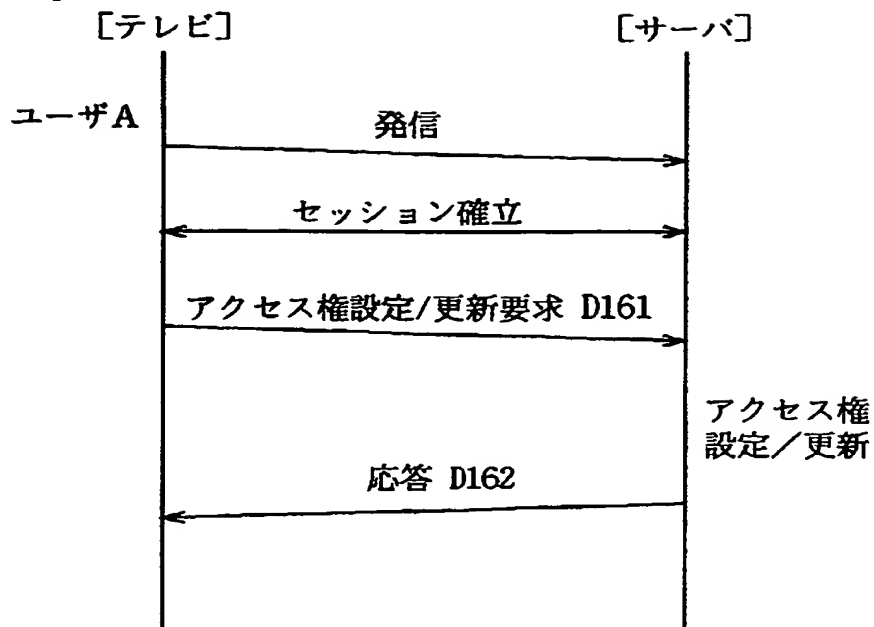 [テレビ]
[サーバ]
ユーザA
発信
セッション確立
アクセス権設定/更新要求 D161
アクセス権
設定／更新
応答 D162